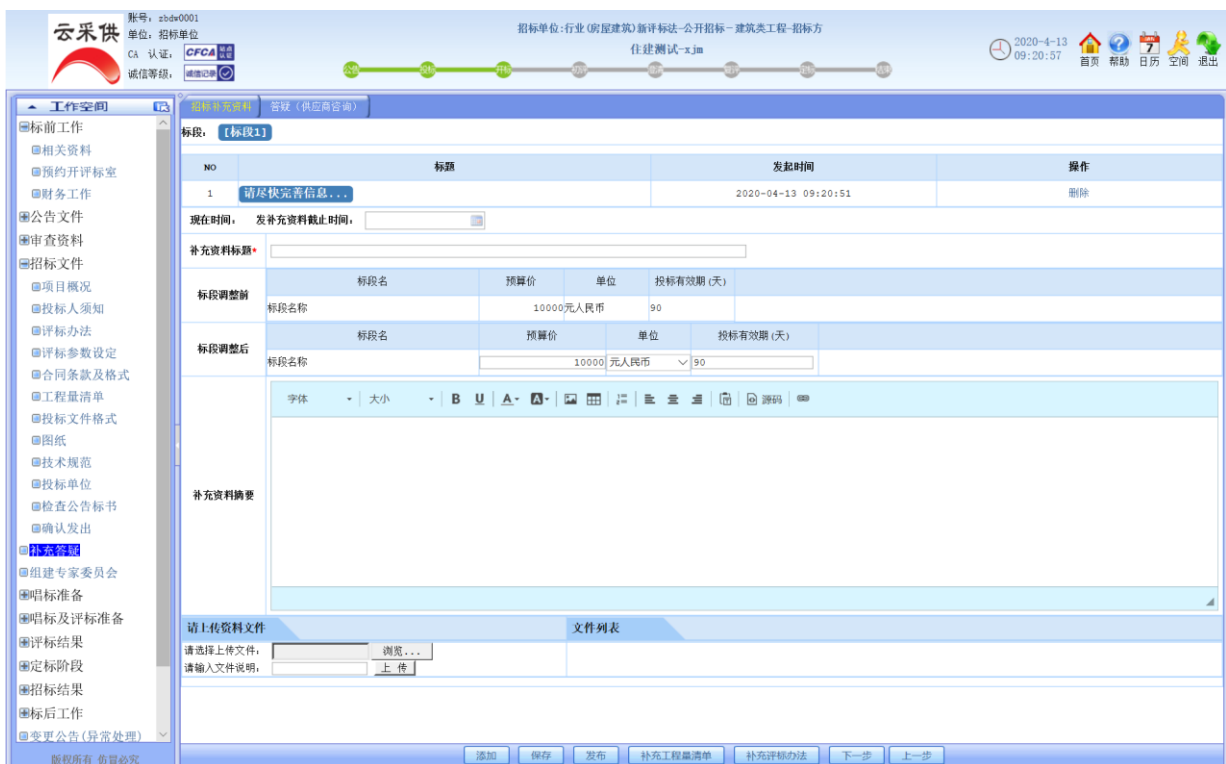 云采供
账号：zbdw0001
单位：招标单位
CA 认证：CFCA
诚信等级：诚信记录
招标单位:行业(房屋建筑)新评标法-公开招标-建筑类工程-招标方
住建测试-xjm
公告 投标 开标
2020-4-13
09:20:57
首页 帮助 日历 空间 退出
工作空间
标前工作
相关资料
预约开评标室
财务工作
公告文件
审查资料
招标文件
项目概况
投标人须知
评标办法
评标参数设定
合同条款及格式
工程量清单
投标文件格式
图纸
技术规范
投标单位
检查公告标书
确认发出
补充答疑
组建专家委员会
唱标准备
唱标及评标准备
评标结果
定标阶段
招标结果
标后工作
变更公告(异常处理)
版权所有 仿冒必究
招标补充资料 答疑（供应商咨询）
标段： [标段1]
NO 标题 发起时间 操作
1 请尽快完善信息... 2020-04-13 09:20:51 删除
现在时间： 发补充资料截止时间：
补充资料标题*
标段调整前
标段名 预算价 单位 投标有效期(天)
标段名称 10000 元人民币 90
标段调整后
标段名 预算价 单位 投标有效期(天)
标段名称 10000 元人民币 90
补充资料摘要
字体 大小 B U A A 源码
请上传资料文件 文件列表
请选择上传文件： 浏览...
请输入文件说明： 上 传
添加 保存 发布 补充工程量清单 补充评标办法 下一步 上一步